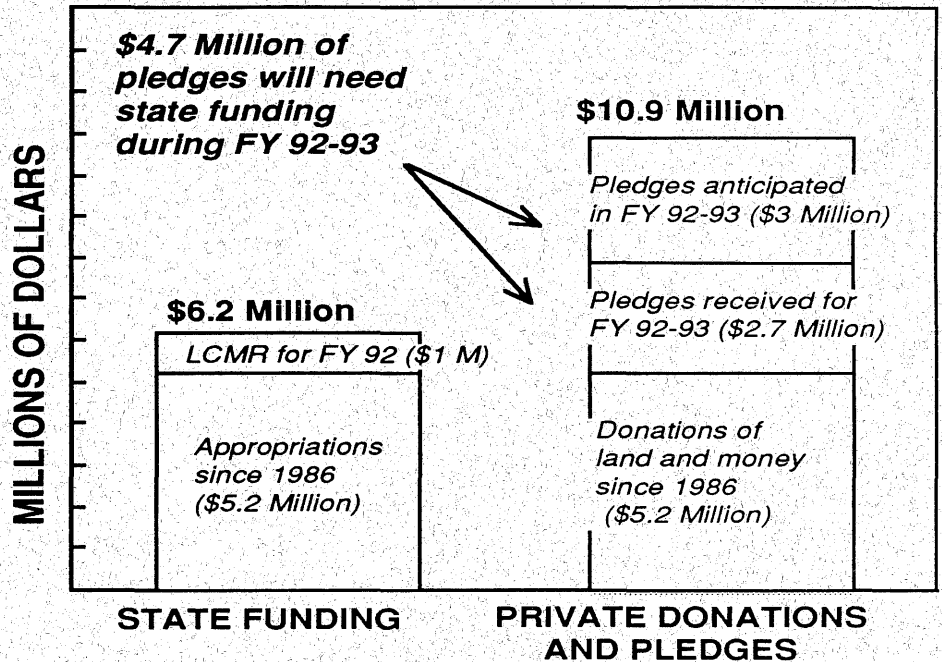 MILLIONS OF DOLLARS
$4.7 Million of
pledges will need
state funding
during FY 92-93
$6.2 Million
LCMR for FY 92 ($1 M)
Appropriations
since 1986
($5.2 Million)
$10.9 Million
Pledges anticipated
in FY 92-93 ($3 Million)
Pledges received for
FY 92-93 ($2.7 Million)
Donations of
land and money
since 1986
($5.2 Million)
STATE FUNDING
PRIVATE DONATIONS
AND PLEDGES